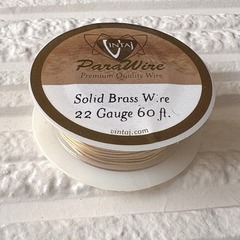 VINTAJ
ParaWire
Premium Quality Wire
Solid Brass Wire
22 Gauge 60 ft.
vintaj.com